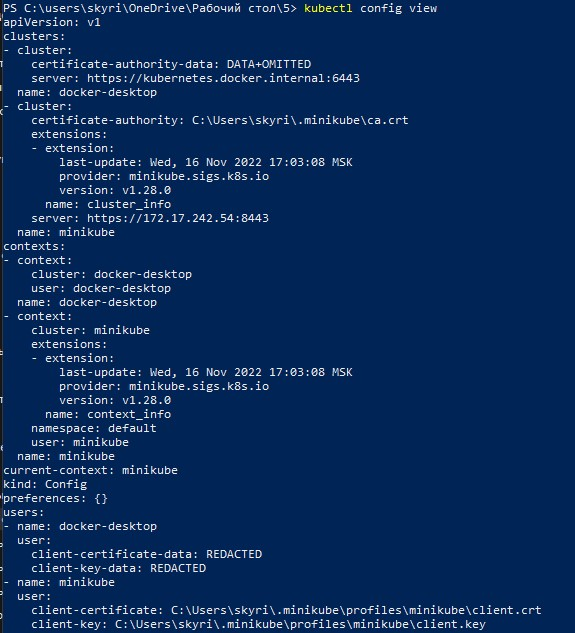 PS C:\users\skyri\OneDrive\Рабочий стол\5> kubectl config view
apiVersion: v1
clusters:
- cluster:
    certificate-authority-data: DATA+OMITTED
    server: https://kubernetes.docker.internal:6443
  name: docker-desktop
- cluster:
    certificate-authority: C:\Users\skyri\.minikube\ca.crt
    extensions:
    - extension:
        last-update: Wed, 16 Nov 2022 17:03:08 MSK
        provider: minikube.sigs.k8s.io
        version: v1.28.0
      name: cluster_info
    server: https://172.17.242.54:8443
  name: minikube
contexts:
- context:
    cluster: docker-desktop
    user: docker-desktop
  name: docker-desktop
- context:
    cluster: minikube
    extensions:
    - extension:
        last-update: Wed, 16 Nov 2022 17:03:08 MSK
        provider: minikube.sigs.k8s.io
        version: v1.28.0
      name: context_info
    namespace: default
    user: minikube
  name: minikube
current-context: minikube
kind: Config
preferences: {}
users:
- name: docker-desktop
  user:
    client-certificate-data: REDACTED
    client-key-data: REDACTED
- name: minikube
  user:
    client-certificate: C:\Users\skyri\.minikube\profiles\minikube\client.crt
    client-key: C:\Users\skyri\.minikube\profiles\minikube\client.key